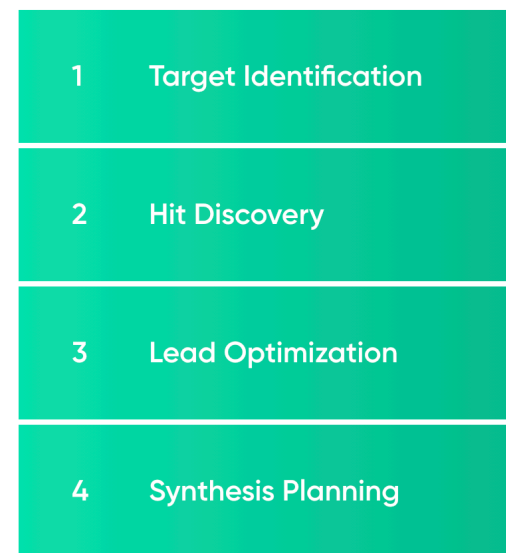 1 Target Identification
2 Hit Discovery
3 Lead Optimization
4 Synthesis Planning